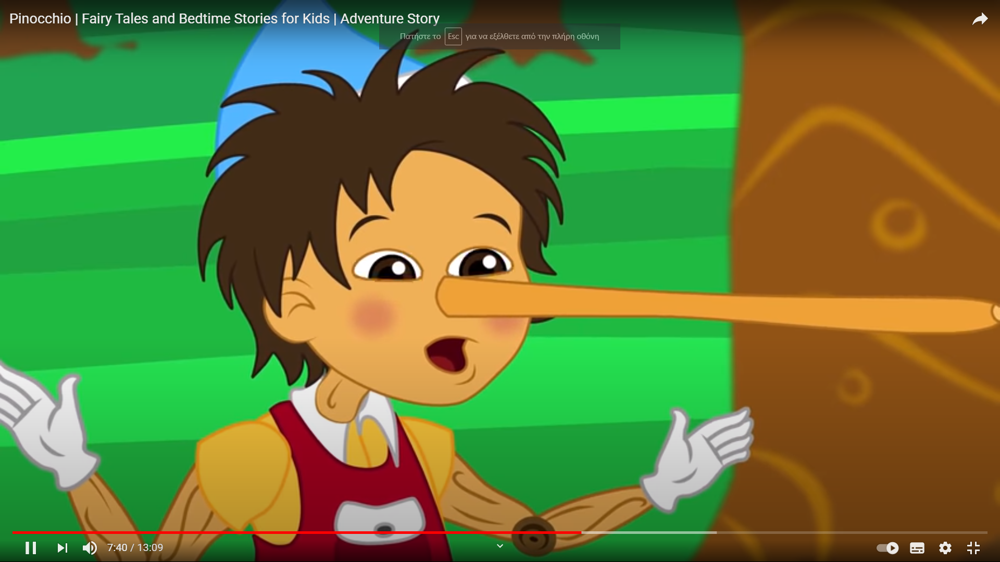 Pinocchio | Fairy Tales and Bedtime Stories for Kids | Adventure Story
Πατήστε το Esc για να εξέλθετε από την πλήρη οθόνη
7:40 / 13:09